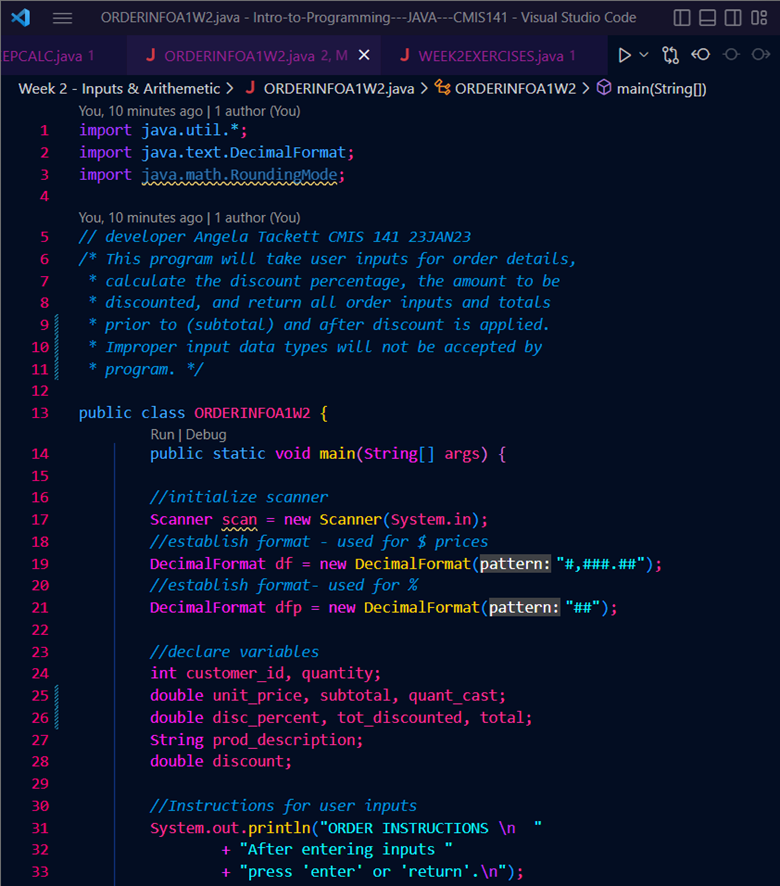 ORDERINFOA1W2.java - Intro-to-Programming---JAVA---CMIS141 - Visual Studio Code
EPCALC.java 1 J ORDERINFOA1W2.java 2, M J WEEK2EXERCISES.java 1
Week 2 - Inputs & Arithemetic > J ORDERINFOA1W2.java > ORDERINFOA1W2 > main(String[])
You, 10 minutes ago | 1 author (You)
1 import java.util.*;
2 import java.text.DecimalFormat;
3 import java.math.RoundingMode;
4
You, 10 minutes ago | 1 author (You)
5 // developer Angela Tackett CMIS 141 23JAN23
6 /* This program will take user inputs for order details,
7 * calculate the discount percentage, the amount to be
8 * discounted, and return all order inputs and totals
9 * prior to (subtotal) and after discount is applied.
10 * Improper input data types will not be accepted by
11 * program. */
12
13 public class ORDERINFOA1W2 {
Run | Debug
14 public static void main(String[] args) {
15
16 //initialize scanner
17 Scanner scan = new Scanner(System.in);
18 //establish format - used for $ prices
19 DecimalFormat df = new DecimalFormat(pattern: "#,###.##");
20 //establish format- used for %
21 DecimalFormat dfp = new DecimalFormat(pattern: "##");
22
23 //declare variables
24 int customer_id, quantity;
25 double unit_price, subtotal, quant_cast;
26 double disc_percent, tot_discounted, total;
27 String prod_description;
28 double discount;
29
30 //Instructions for user inputs
31 System.out.println("ORDER INSTRUCTIONS \n  "
32 + "After entering inputs "
33 + "press 'enter' or 'return'.\n");